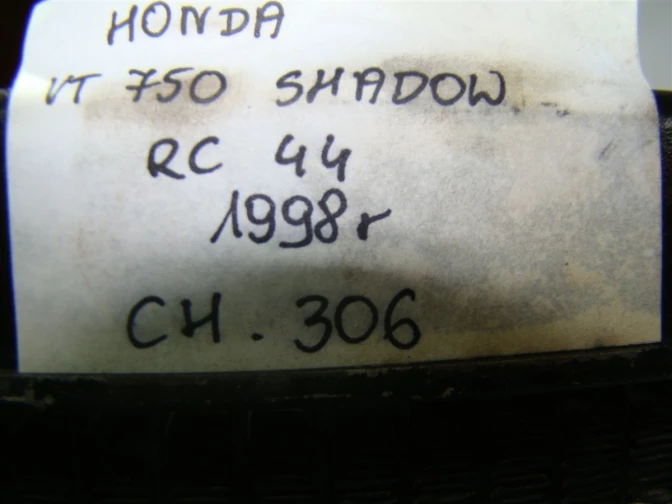 HONDA
VT 750 SHADOW
RC 44
1998r
CH. 306